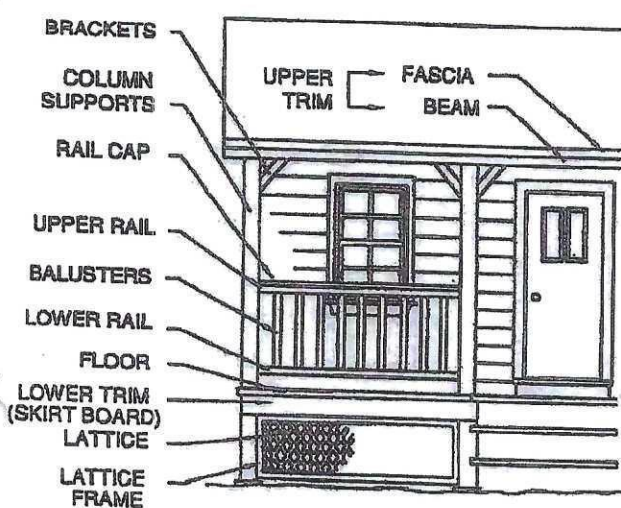 BRACKETS
COLUMN
SUPPORTS
RAIL CAP
UPPER RAIL
BALUSTERS
LOWER RAIL
FLOOR
LOWER TRIM
(SKIRT BOARD)
LATTICE
LATTICE
FRAME
UPPER
TRIM
FASCIA
BEAM